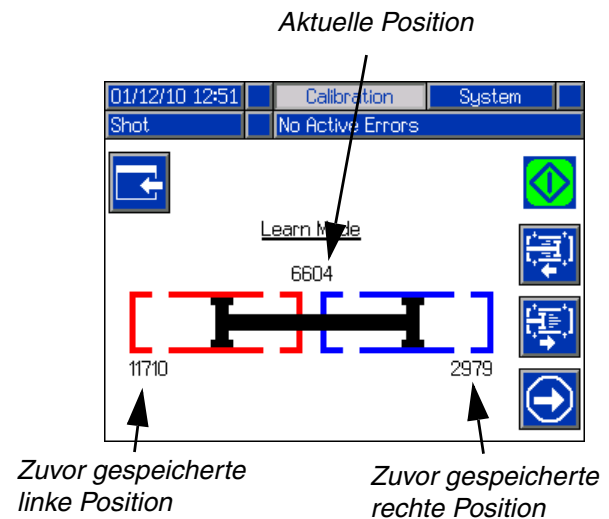 Aktuelle Position
01/12/10 12:51 Calibration System
Shot No Active Errors
Learn Mode
6604
11710 2979
Zuvor gespeicherte
linke Position
Zuvor gespeicherte
rechte Position